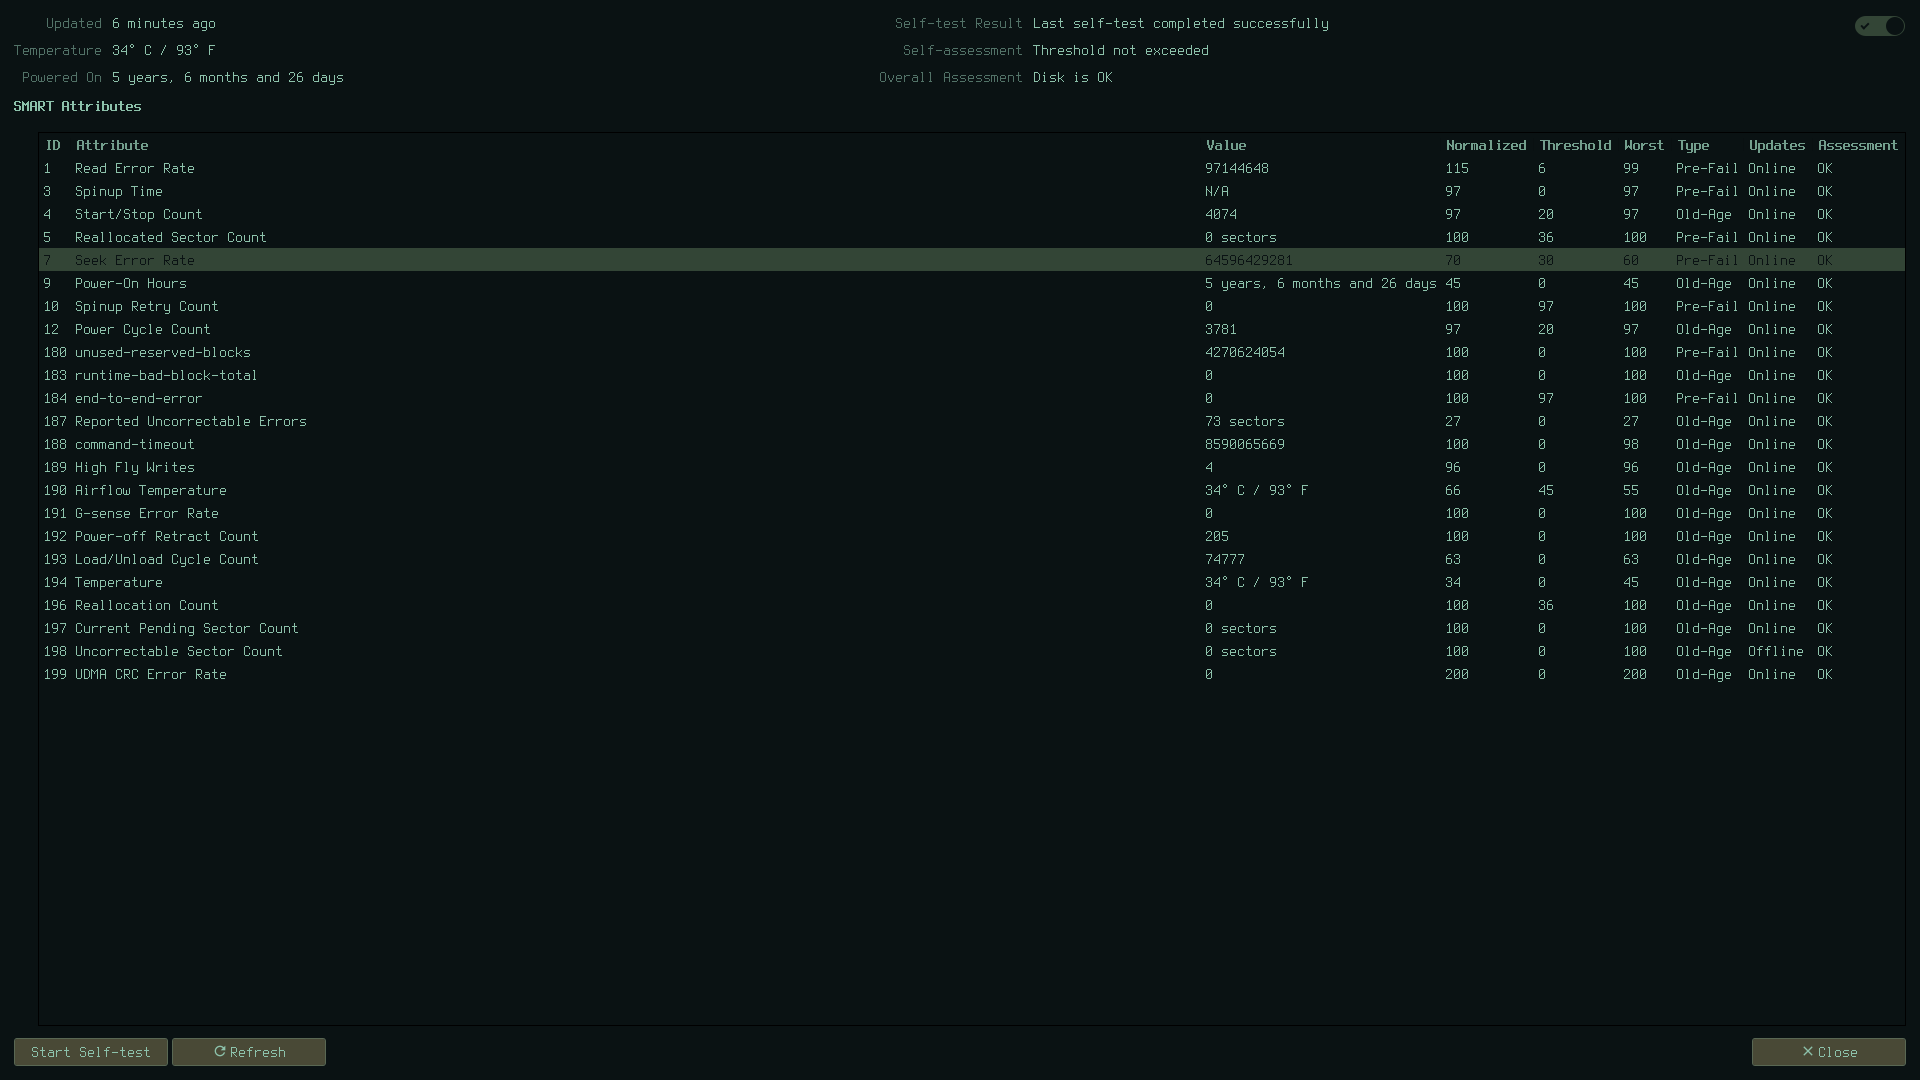 Updated 6 minutes ago
Self-test Result Last self-test completed successfully
Temperature 34° C / 93° F
Self-assessment Threshold not exceeded
Powered On 5 years, 6 months and 26 days
Overall Assessment Disk is OK
SMART Attributes
ID Attribute Value Normalized Threshold Worst Type Updates Assessment
1 Read Error Rate 97144648 115 6 99 Pre-Fail Online OK
3 Spinup Time N/A 97 0 97 Pre-Fail Online OK
4 Start/Stop Count 4074 97 20 97 Old-Age Online OK
5 Reallocated Sector Count 0 sectors 100 36 100 Pre-Fail Online OK
7 Seek Error Rate 64596429281 70 30 60 Pre-Fail Online OK
9 Power-On Hours 5 years, 6 months and 26 days 45 0 45 Old-Age Online OK
10 Spinup Retry Count 0 100 97 100 Pre-Fail Online OK
12 Power Cycle Count 3781 97 20 97 Old-Age Online OK
180 unused-reserved-blocks 4270624054 100 0 100 Pre-Fail Online OK
183 runtime-bad-block-total 0 100 0 100 Old-Age Online OK
184 end-to-end-error 0 100 97 100 Pre-Fail Online OK
187 Reported Uncorrectable Errors 73 sectors 27 0 27 Old-Age Online OK
188 command-timeout 8590065669 100 0 98 Old-Age Online OK
189 High Fly Writes 4 96 0 96 Old-Age Online OK
190 Airflow Temperature 34° C / 93° F 66 45 55 Old-Age Online OK
191 G-sense Error Rate 0 100 0 100 Old-Age Online OK
192 Power-off Retract Count 205 100 0 100 Old-Age Online OK
193 Load/Unload Cycle Count 74777 63 0 63 Old-Age Online OK
194 Temperature 34° C / 93° F 34 0 45 Old-Age Online OK
196 Reallocation Count 0 100 36 100 Old-Age Online OK
197 Current Pending Sector Count 0 sectors 100 0 100 Old-Age Online OK
198 Uncorrectable Sector Count 0 sectors 100 0 100 Old-Age Offline OK
199 UDMA CRC Error Rate 0 200 0 200 Old-Age Online OK
Start Self-test Refresh Close